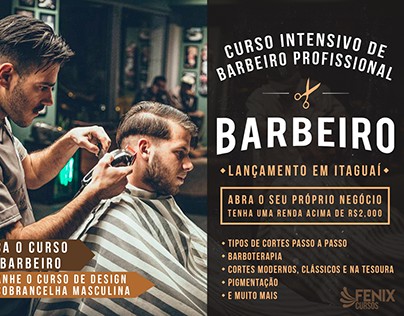 CURSO INTENSIVO DE
BARBEIRO PROFISSIONAL
BARBEIRO
• LANÇAMENTO EM ITAGUAÍ •
ABRA O SEU PRÓPRIO NEGÓCIO
TENHA UMA RENDA ACIMA DE R$2,000
• TIPOS DE CORTES PASSO A PASSO
• BARBOTERAPIA
• CORTES MODERNOS, CLÁSSICOS E NA TESOURA
• PIGMENTAÇÃO
• E MUITO MAIS
FENIX
CURSOS
O CURSO
BARBEIRO
O CURSO DE DESIGN
SOBRANCELHA MASCULINA